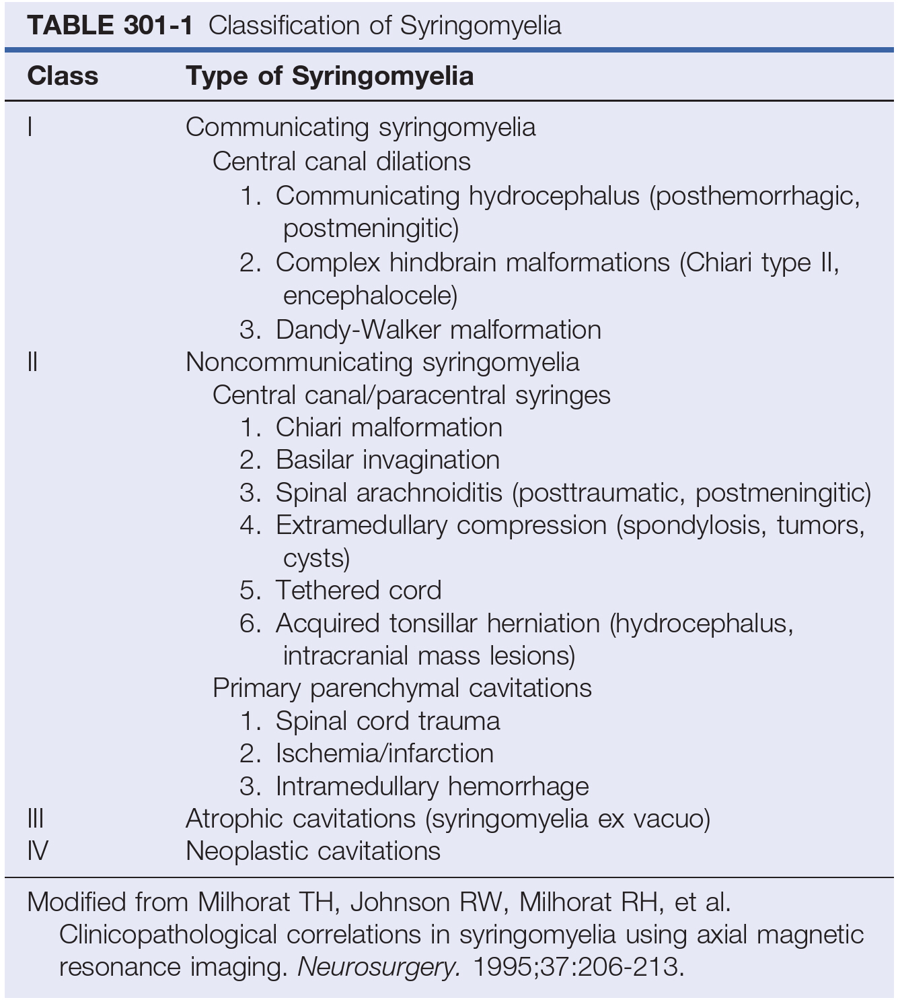 TABLE 301-1 Classification of Syringomyelia
Class Type of Syringomyelia
I Communicating syringomyelia
Central canal dilations
1. Communicating hydrocephalus (posthemorrhagic,
postmeningitic)
2. Complex hindbrain malformations (Chiari type II,
encephalocele)
3. Dandy-Walker malformation
II Noncommunicating syringomyelia
Central canal/paracentral syringes
1. Chiari malformation
2. Basilar invagination
3. Spinal arachnoiditis (posttraumatic, postmeningitic)
4. Extramedullary compression (spondylosis, tumors,
cysts)
5. Tethered cord
6. Acquired tonsillar herniation (hydrocephalus,
intracranial mass lesions)
Primary parenchymal cavitations
1. Spinal cord trauma
2. Ischemia/infarction
3. Intramedullary hemorrhage
III Atrophic cavitations (syringomyelia ex vacuo)
IV Neoplastic cavitations
Modified from Milhorat TH, Johnson RW, Milhorat RH, et al.
Clinicopathological correlations in syringomyelia using axial magnetic
resonance imaging. Neurosurgery. 1995;37:206-213.